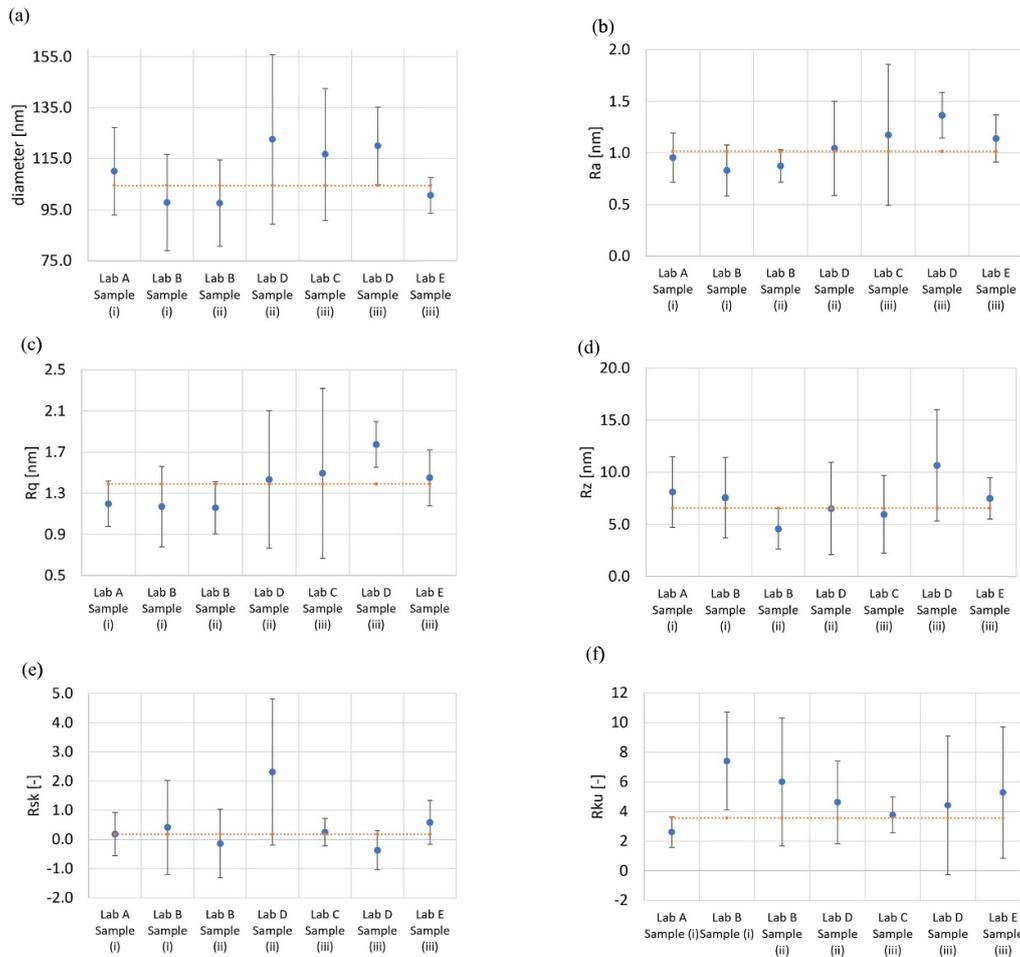 (a)
diameter [nm]
155.0
135.0
115.0
95.0
75.0
Lab A Lab B Lab B Lab D Lab C Lab D Lab E
Sample Sample Sample Sample Sample Sample Sample
(i) (i) (ii) (ii) (iii) (iii) (iii)
(b)
Ra [nm]
2.0
1.5
1.0
0.5
0.0
Lab A Lab B Lab B Lab D Lab C Lab D Lab E
Sample Sample Sample Sample Sample Sample Sample
(i) (i) (ii) (ii) (iii) (iii) (iii)
(c)
Rq [nm]
2.5
2.1
1.7
1.3
0.9
0.5
Lab A Lab B Lab B Lab D Lab C Lab D Lab E
Sample Sample Sample Sample Sample Sample Sample
(i) (i) (ii) (ii) (iii) (iii) (iii)
(d)
Rz [nm]
20.0
15.0
10.0
5.0
0.0
Lab A Lab B Lab B Lab D Lab C Lab D Lab E
Sample Sample Sample Sample Sample Sample Sample
(i) (i) (ii) (ii) (iii) (iii) (iii)
(e)
Rsk [-]
5.0
4.0
3.0
2.0
1.0
0.0
-1.0
-2.0
Lab A Lab B Lab B Lab D Lab C Lab D Lab E
Sample Sample Sample Sample Sample Sample Sample
(i) (i) (ii) (ii) (iii) (iii) (iii)
(f)
Rku [-]
12
10
8
6
4
2
0
-2
Lab A Lab B Lab B Lab D Lab C Lab D Lab E
Sample (i) Sample (i) Sample Sample Sample Sample Sample
(ii) (ii) (iii) (iii) (iii)